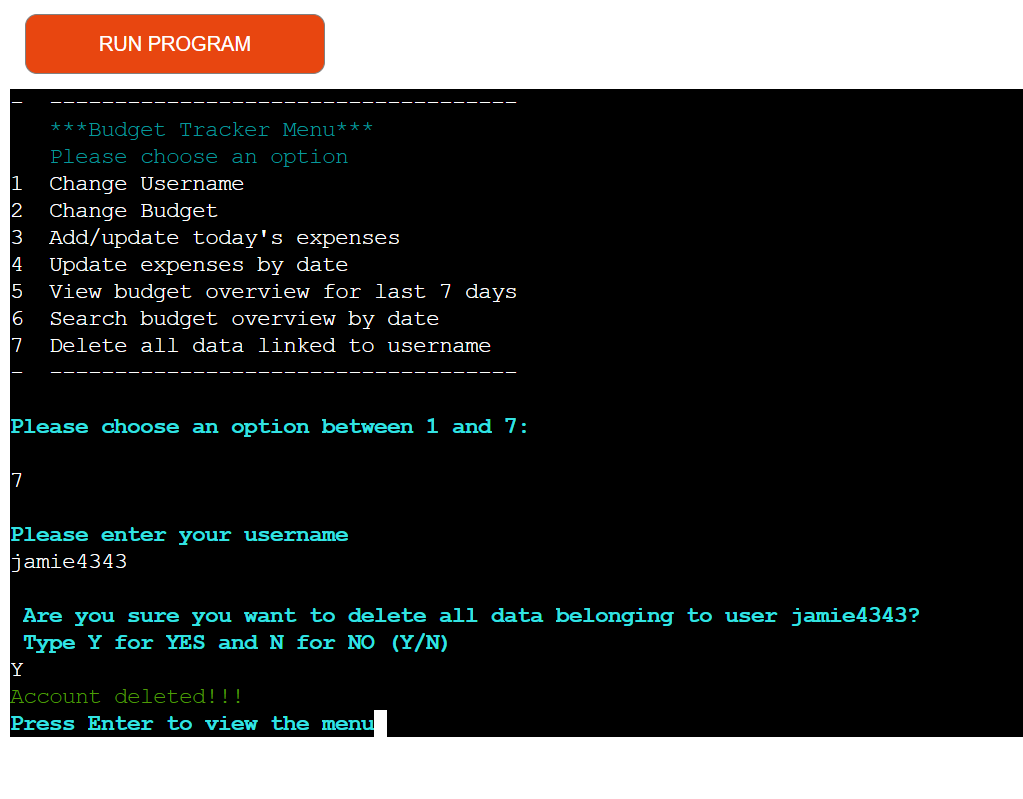 RUN PROGRAM
-  ------------------------------------
***Budget Tracker Menu***
Please choose an option
1  Change Username
2  Change Budget
3  Add/update today's expenses
4  Update expenses by date
5  View budget overview for last 7 days
6  Search budget overview by date
7  Delete all data linked to username
-  ------------------------------------
Please choose an option between 1 and 7:
7
Please enter your username
jamie4343
Are you sure you want to delete all data belonging to user jamie4343?
Type Y for YES and N for NO (Y/N)
Y
Account deleted!!!
Press Enter to view the menu